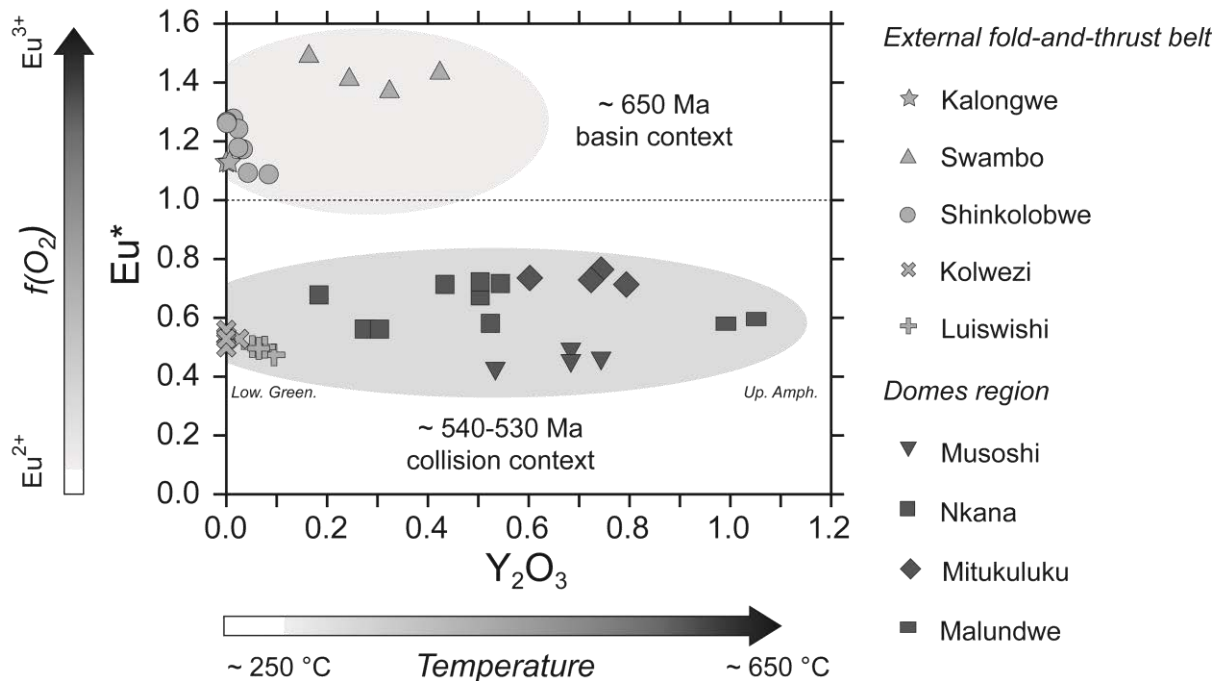 Eu3+
f(O2)
Eu2+
Eu*
1.6
1.4
1.2
1.0
0.8
0.6
0.4
0.2
0.0
~ 650 Ma
basin context
Low. Green.
Up. Amph.
~ 540-530 Ma
collision context
0.0 0.2 0.4 0.6 0.8 1.0 1.2
Y2O3
~ 250 °C Temperature ~ 650 °C
External fold-and-thrust belt
Kalongwe
Swambo
Shinkolobwe
Kolwezi
Luiswishi
Domes region
Musoshi
Nkana
Mitukuluku
Malundwe